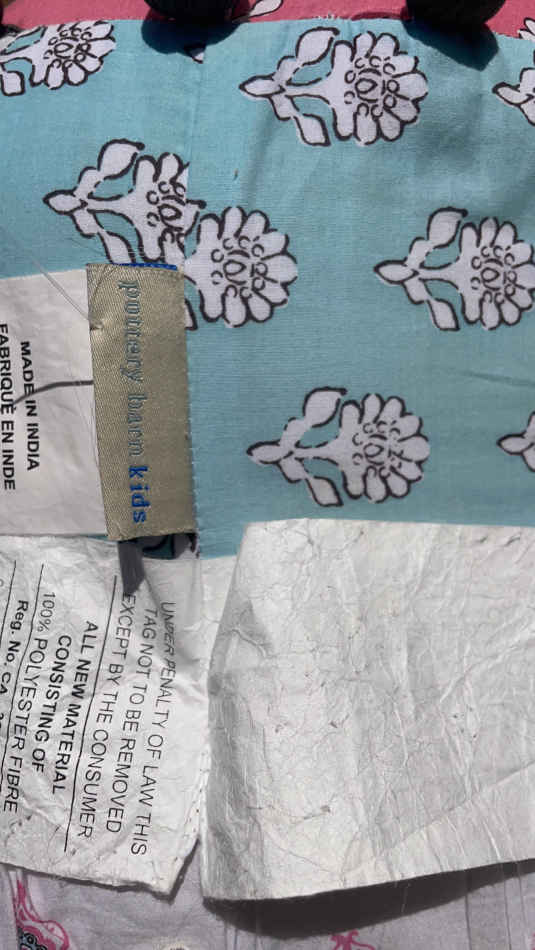 pottery barn kids
MADE IN INDIA
FABRIQUÉ EN INDE
UNDER PENALTY OF LAW THIS
TAG NOT TO BE REMOVED
EXCEPT BY THE CONSUMER
ALL NEW MATERIAL
CONSISTING OF
100% POLYESTER FIBRE
Reg. No. CA